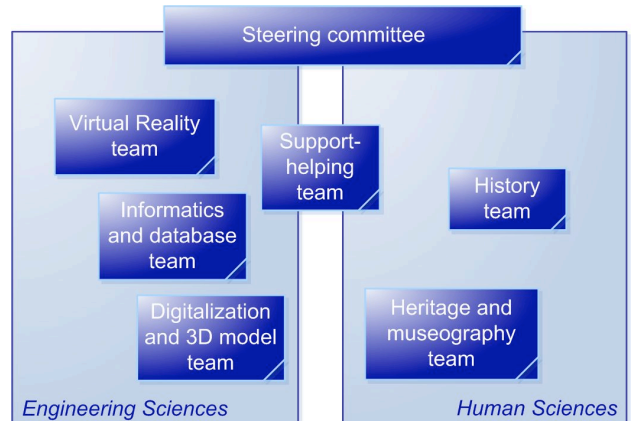 Steering committee
Virtual Reality
team
Support-
helping
team
History
team
Informatics
and database
team
Digitalization
and 3D model
team
Heritage and
museography
team
Engineering Sciences
Human Sciences